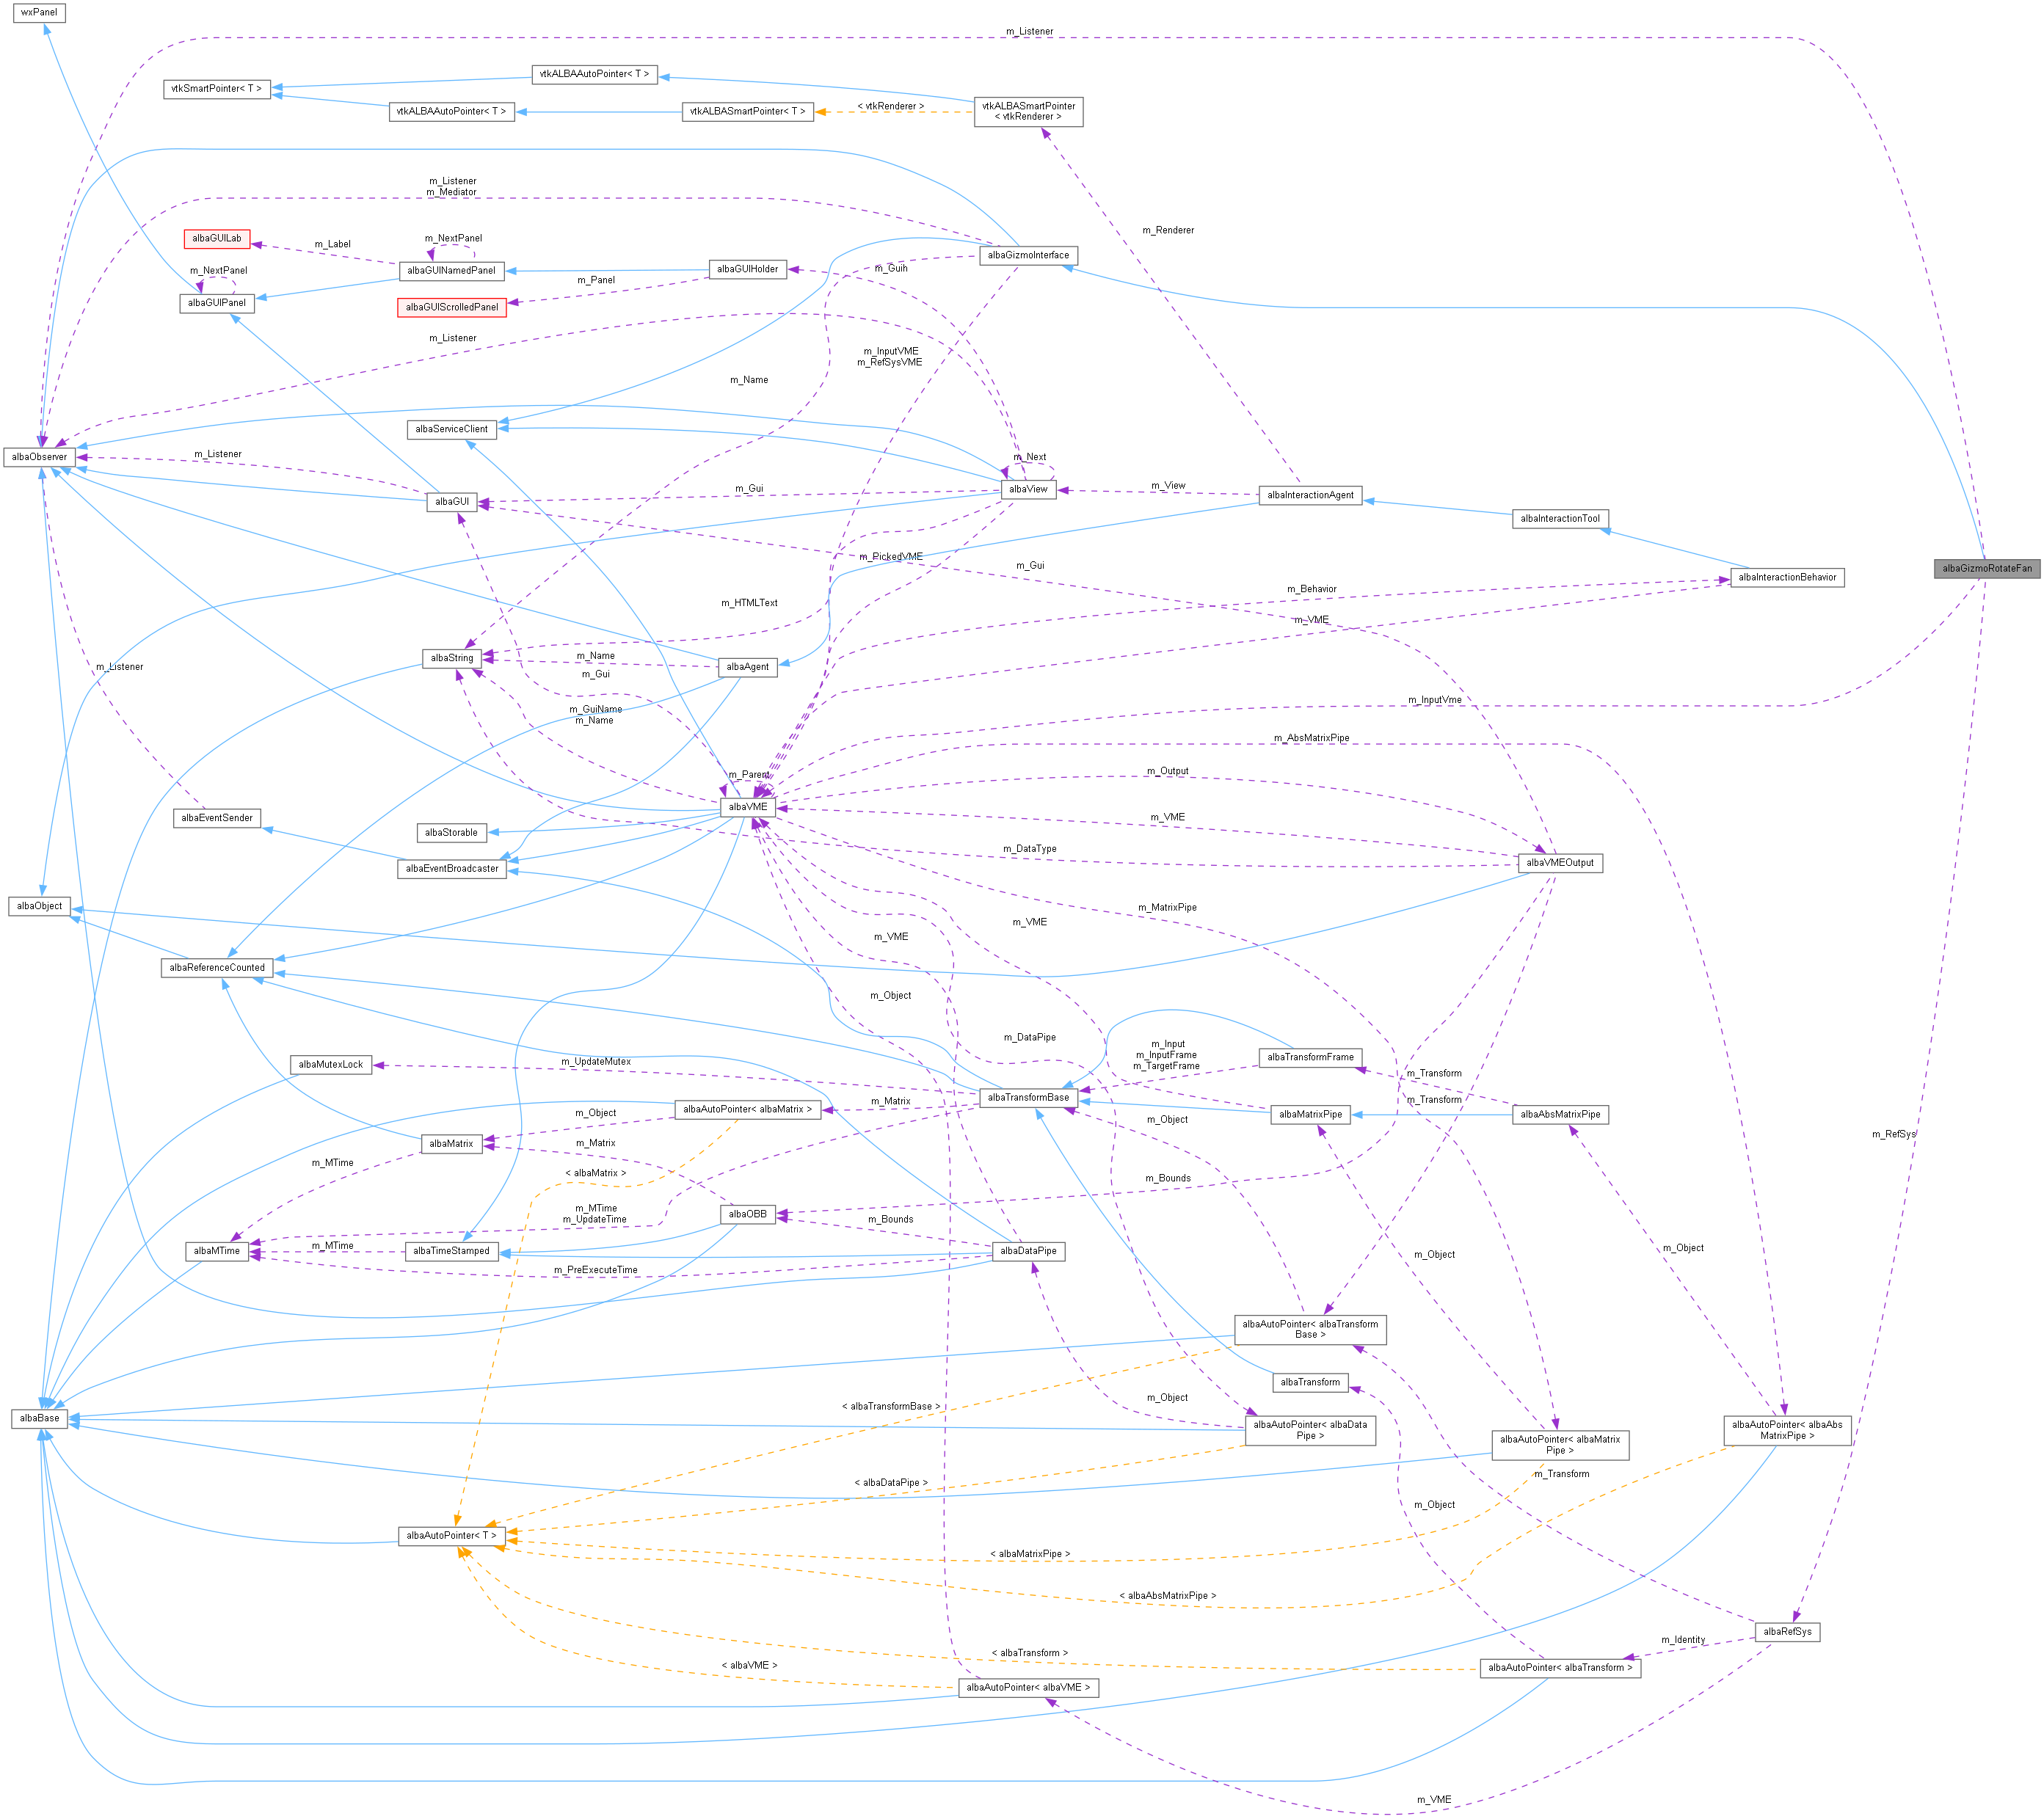 wxPanel
m_Listener
vtkALBAAutoPointer< T >
vtkSmartPointer< T >
vtkALBAAutoPointer< T >
vtkALBASmartPointer< T >
< vtkRenderer >
vtkALBASmartPointer
< vtkRenderer >
m_Listener
m_Mediator
m_Renderer
albaGUILab
m_Label
m_NextPanel
albaGUINamedPanel
albaGUIHolder
m_Guih
albaGizmoInterface
m_NextPanel
albaGUIPanel
m_Panel
albaGUIScrolledPanel
m_Listener
m_InputVME
m_RefSysVME
m_Name
albaServiceClient
albaObserver
m_Listener
m_Next
albaGUI
m_Gui
albaView
m_View
albaInteractionAgent
albaInteractionTool
m_PickedVME
m_Gui
albaGizmoRotateFan
albaInteractionBehavior
m_Behavior
m_HTMLText
m_VME
albaString
m_Name
albaAgent
m_Listener
m_Gui
m_InputVme
m_GuiName
m_Name
m_AbsMatrixPipe
m_Parent
m_Output
albaVME
albaEventSender
m_VME
albaStorable
m_DataType
albaVMEOutput
albaEventBroadcaster
albaObject
m_MatrixPipe
m_VME
m_VME
albaReferenceCounted
m_Object
m_DataPipe
m_Input
m_InputFrame
m_TargetFrame
albaTransformFrame
albaMutexLock
m_UpdateMutex
m_Transform
albaTransformBase
m_Transform
m_Matrix
albaAutoPointer< albaMatrix >
m_Object
albaMatrixPipe
albaAbsMatrixPipe
m_Object
albaMatrix
m_Matrix
m_RefSys
m_MTime
< albaMatrix >
m_Bounds
m_MTime
m_UpdateTime
albaOBB
m_Bounds
albaMTime
m_MTime
albaTimeStamped
albaDataPipe
m_Object
m_Object
m_PreExecuteTime
albaAutoPointer< albaTransform
Base >
albaTransform
m_Object
albaBase
< albaTransformBase >
albaAutoPointer< albaData
Pipe >
albaAutoPointer< albaMatrix
Pipe >
albaAutoPointer< albaAbs
MatrixPipe >
m_Transform
< albaDataPipe >
m_Object
albaAutoPointer< T >
< albaMatrixPipe >
< albaAbsMatrixPipe >
albaRefSys
m_Identity
< albaTransform >
< albaVME >
albaAutoPointer< albaTransform >
albaAutoPointer< albaVME >
m_VME